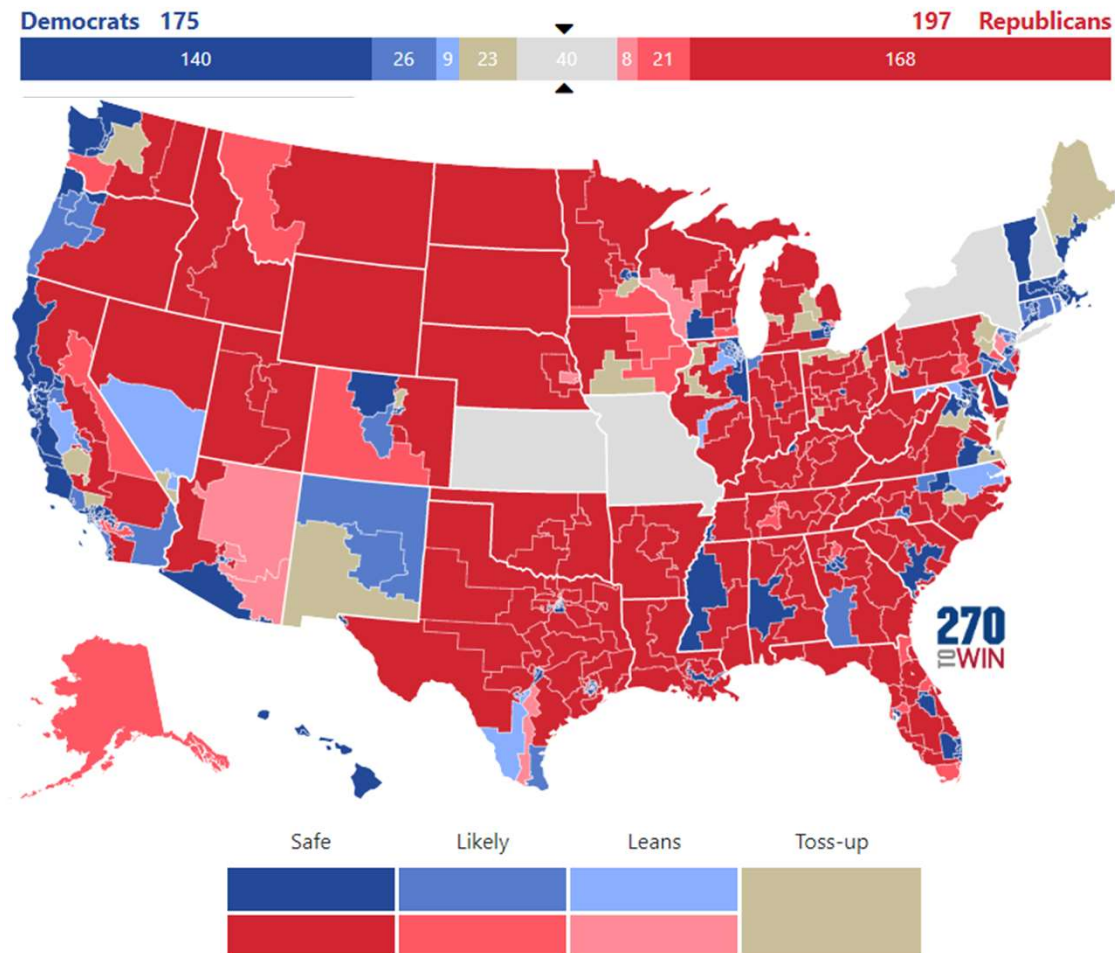 Democrats 175 197 Republicans
140 26 9 23 40 8 21 168
270
TO WIN
Safe Likely Leans Toss-up